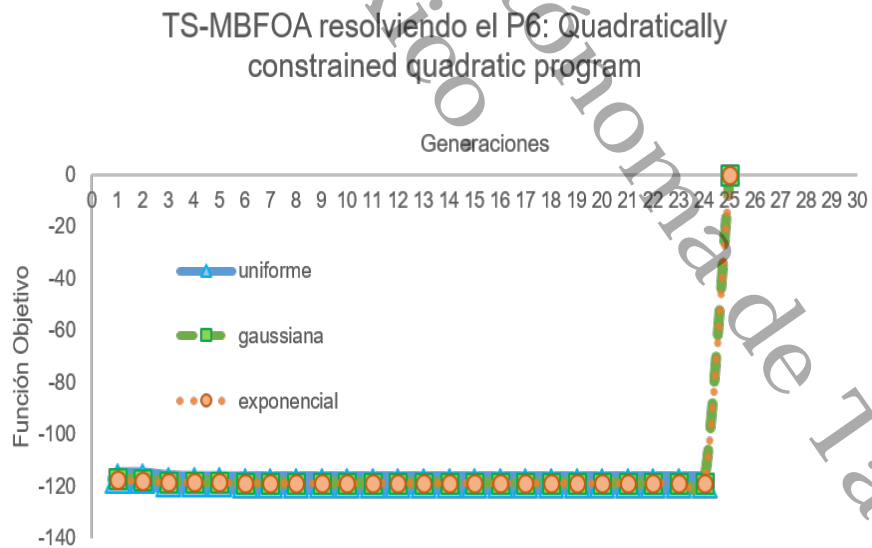 TS-MBFOA resolviendo el P6: Quadratically
constrained quadratic program
Generaciones
0
0 1 2 3 4 5 6 7 8 9 10 11 12 13 14 15 16 17 18 19 20 21 22 23 24 25 26 27 28 29 30
-20
-40
-60
-80
-100
-120
-140
Función Objetivo
uniforme
gaussiana
exponencial
de